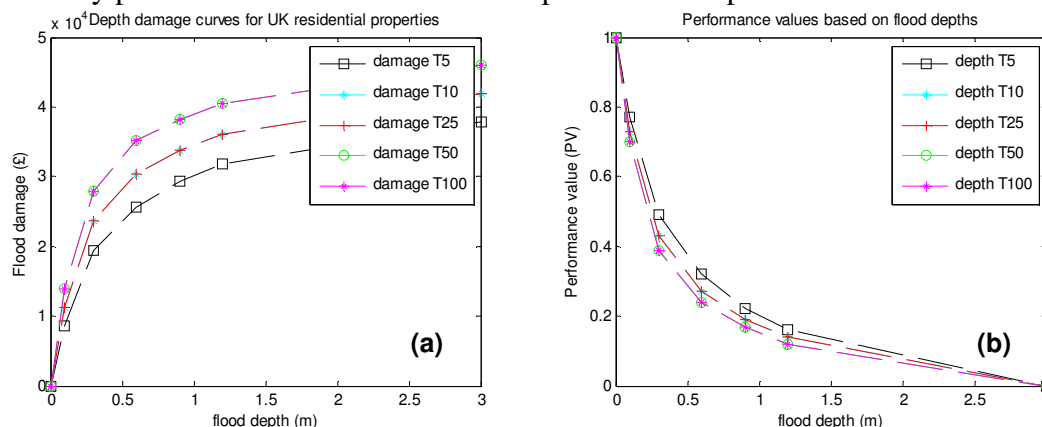 × 10⁴ Depth damage curves for UK residential properties
5
4
3
2
1
0
Flood damage (£)
0 0.5 1 1.5 2 2.5 3
flood depth (m)
damage T5
damage T10
damage T25
damage T50
damage T100
(a)
Performance values based on flood depths
1
0.8
0.6
0.4
0.2
0
Performance value (PV)
0 0.5 1 1.5 2 2.5
flood depth (m)
depth T5
depth T10
depth T25
depth T50
depth T100
(b)